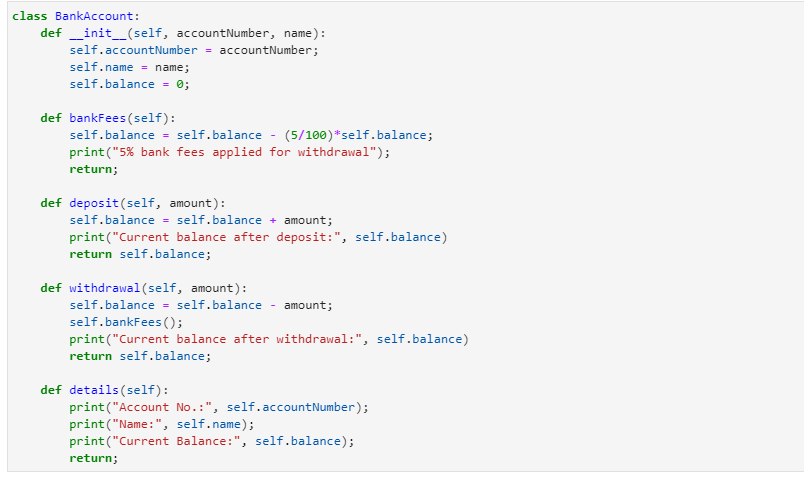 class BankAccount:
    def __init__(self, accountNumber, name):
        self.accountNumber = accountNumber;
        self.name = name;
        self.balance = 0;

    def bankFees(self):
        self.balance = self.balance - (5/100)*self.balance;
        print("5% bank fees applied for withdrawal");
        return;

    def deposit(self, amount):
        self.balance = self.balance + amount;
        print("Current balance after deposit:", self.balance)
        return self.balance;

    def withdrawal(self, amount):
        self.balance = self.balance - amount;
        self.bankFees();
        print("Current balance after withdrawal:", self.balance)
        return self.balance;

    def details(self):
        print("Account No.:", self.accountNumber);
        print("Name:", self.name);
        print("Current Balance:", self.balance);
        return;